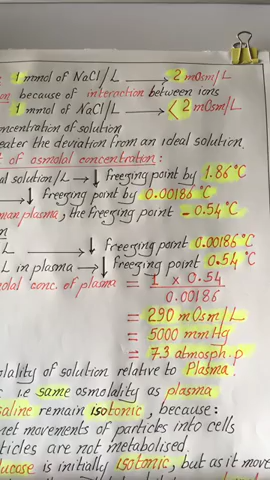 1 mmol of NaCl/L → 2 mOsm/L
because of interaction between ions
1 mmol of NaCl/L → < 2 mOsm/L
concentration of solution
eater the deviation from an ideal solution.
t of osmolal concentration:
al solution/L → ↓ freezing point by 1.86°C
→ ↓ freezing point by 0.00186°C
man plasma, the freezing point = -0.54°C
m
L → ↓ freezing point 0.00186°C
L in plasma → ↓ freezing point 0.54°C
olal conc. of plasma = 1 x 0.54
0.00186
= 290 mOsm/L
= 5000 mmHg
= 7.3 atmosph.p
olality of solution relative to Plasma.
i.e same osmolality as plasma
saline remain isotonic, because:
net movements of particles into cells
ticles are not metabolised.
lucose is initially isotonic, but as it move